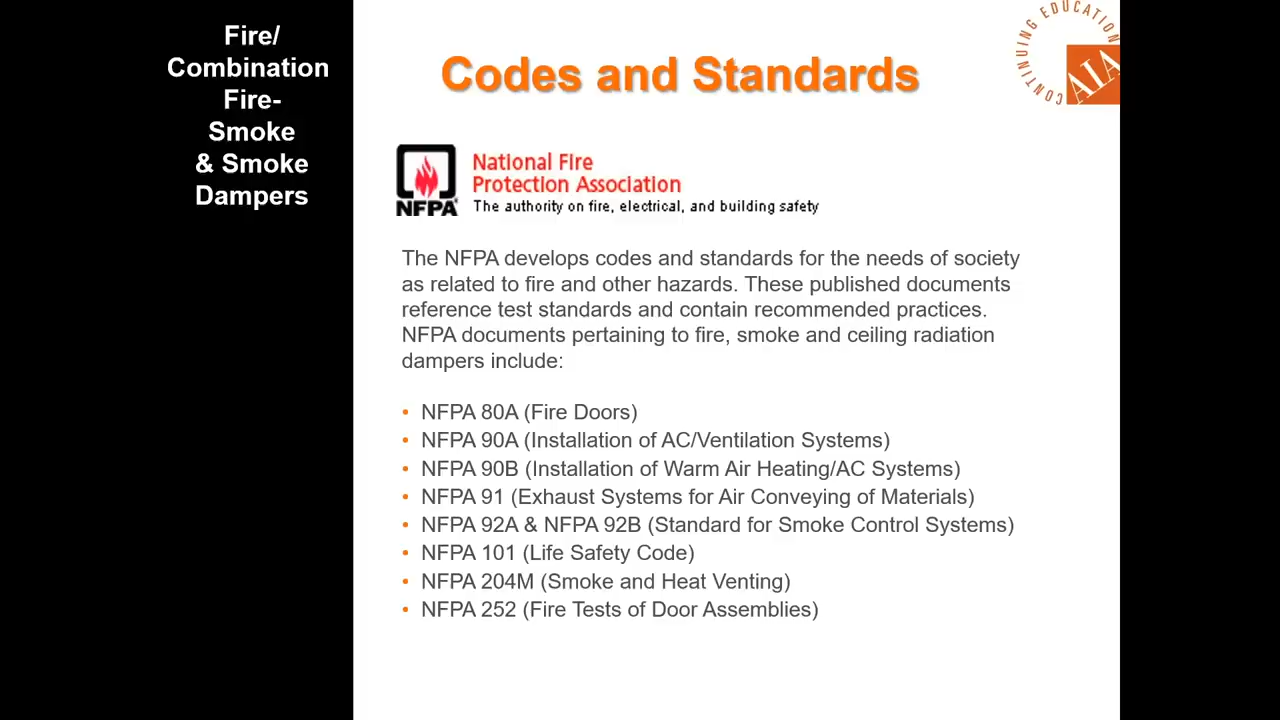 Fire/
Combination
Fire-
Smoke
& Smoke
Dampers
Codes and Standards
CONTINUING EDUCATION
AIA
NFPA
National Fire
Protection Association
The authority on fire, electrical, and building safety
The NFPA develops codes and standards for the needs of society
as related to fire and other hazards. These published documents
reference test standards and contain recommended practices.
NFPA documents pertaining to fire, smoke and ceiling radiation
dampers include:
• NFPA 80A (Fire Doors)
• NFPA 90A (Installation of AC/Ventilation Systems)
• NFPA 90B (Installation of Warm Air Heating/AC Systems)
• NFPA 91 (Exhaust Systems for Air Conveying of Materials)
• NFPA 92A & NFPA 92B (Standard for Smoke Control Systems)
• NFPA 101 (Life Safety Code)
• NFPA 204M (Smoke and Heat Venting)
• NFPA 252 (Fire Tests of Door Assemblies)